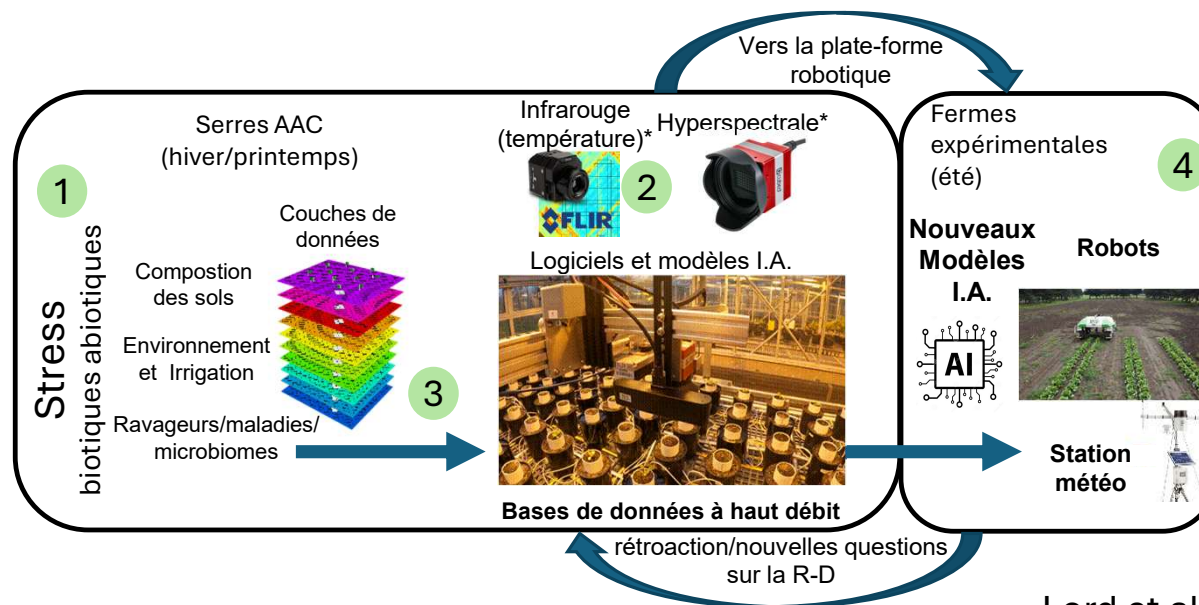 Vers la plate-forme
robotique
Serres AAC
(hiver/printemps)
Infrarouge
(température)*
Hyperspectrale*
Fermes
expérimentales
(été)
1
2
4
Stress
biotiques abiotiques
Couches de
données
FLIR
Compostion
des sols
Environnement
et Irrigation
3
Ravageurs/maladies/
microbiomes
Logiciels et modèles I.A.
Bases de données à haut débit
Nouveaux
Modèles
I.A.
AI
Robots
Station
météo
rétroaction/nouvelles questions
sur la R-D